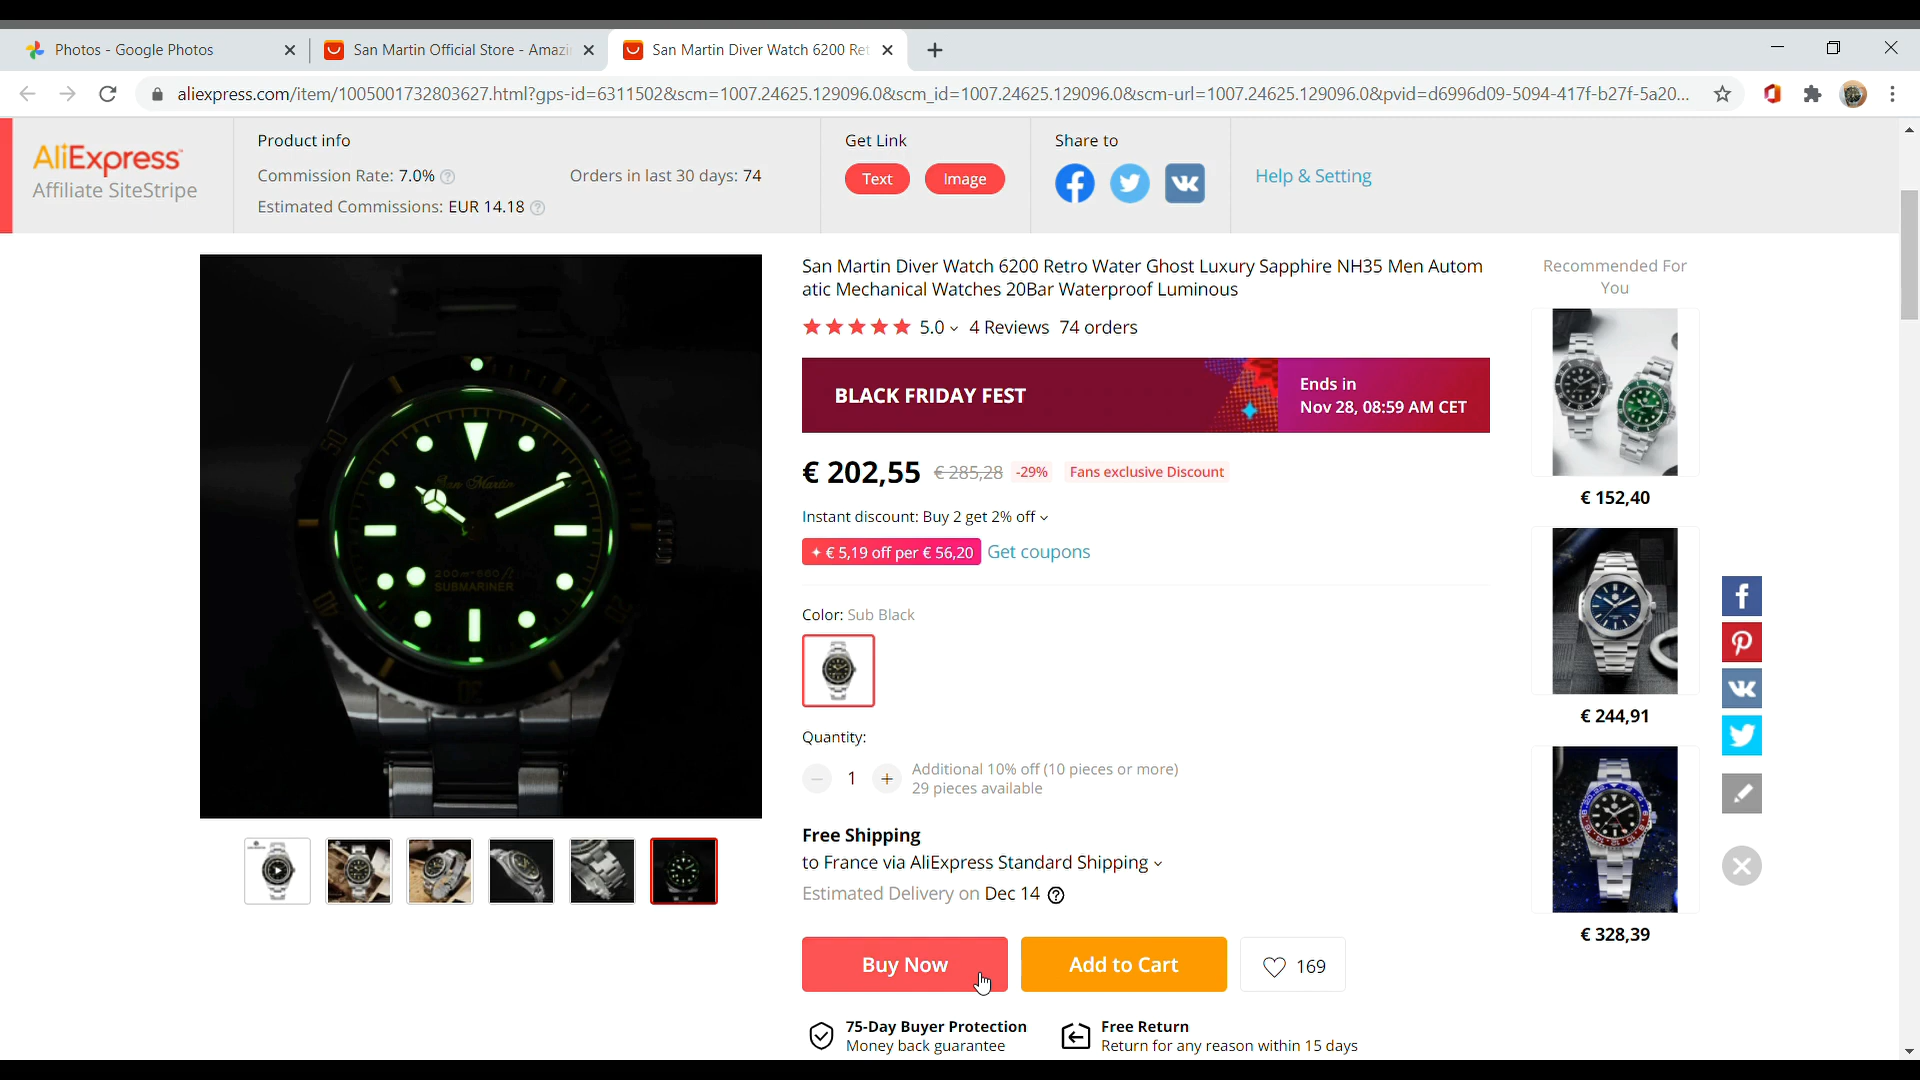 Photos - Google Photos
San Martin Official Store - Amazi
San Martin Diver Watch 6200 Ret
aliexpress.com/item/1005001732803627.html?gps-id=6311502&scm=1007.24625.129096.0&scm_id=1007.24625.129096.0&scm-url=1007.24625.129096.0&pvid=d6996d09-5094-417f-b27f-5a20...
AliExpress
Affiliate SiteStripe
Product info
Commission Rate: 7.0% ?
Orders in last 30 days: 74
Estimated Commissions: EUR 14.18 ?
Get Link
Text
Image
Share to
Help & Setting
San Martin
200m=660ft
SUBMARINER
San Martin Diver Watch 6200 Retro Water Ghost Luxury Sapphire NH35 Men Autom
atic Mechanical Watches 20Bar Waterproof Luminous
5.0 4 Reviews 74 orders
BLACK FRIDAY FEST
Ends in
Nov 28, 08:59 AM CET
€ 202,55 € 285,28 -29% Fans exclusive Discount
Instant discount: Buy 2 get 2% off
€ 5,19 off per € 56,20 Get coupons
Color: Sub Black
Quantity:
1
Additional 10% off (10 pieces or more)
29 pieces available
Free Shipping
to France via AliExpress Standard Shipping
Estimated Delivery on Dec 14 ?
Buy Now
Add to Cart
169
75-Day Buyer Protection
Money back guarantee
Free Return
Return for any reason within 15 days
Recommended For
You
€ 152,40
€ 244,91
€ 328,39